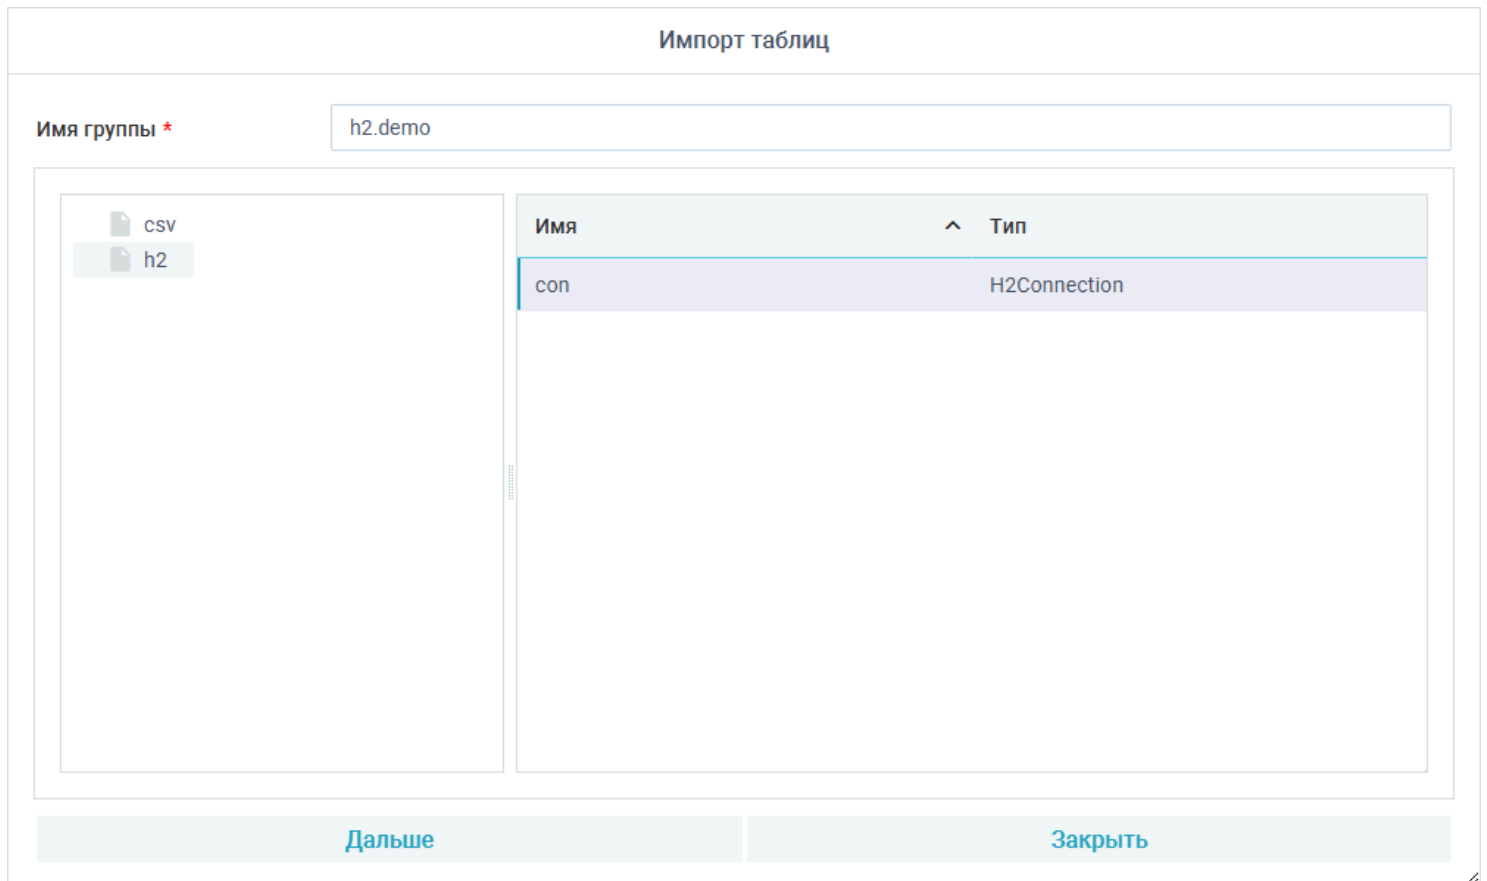 Импорт таблиц
Имя группы * h2.demo
csv
h2
Имя Тип
con H2Connection
Дальше Закрыть